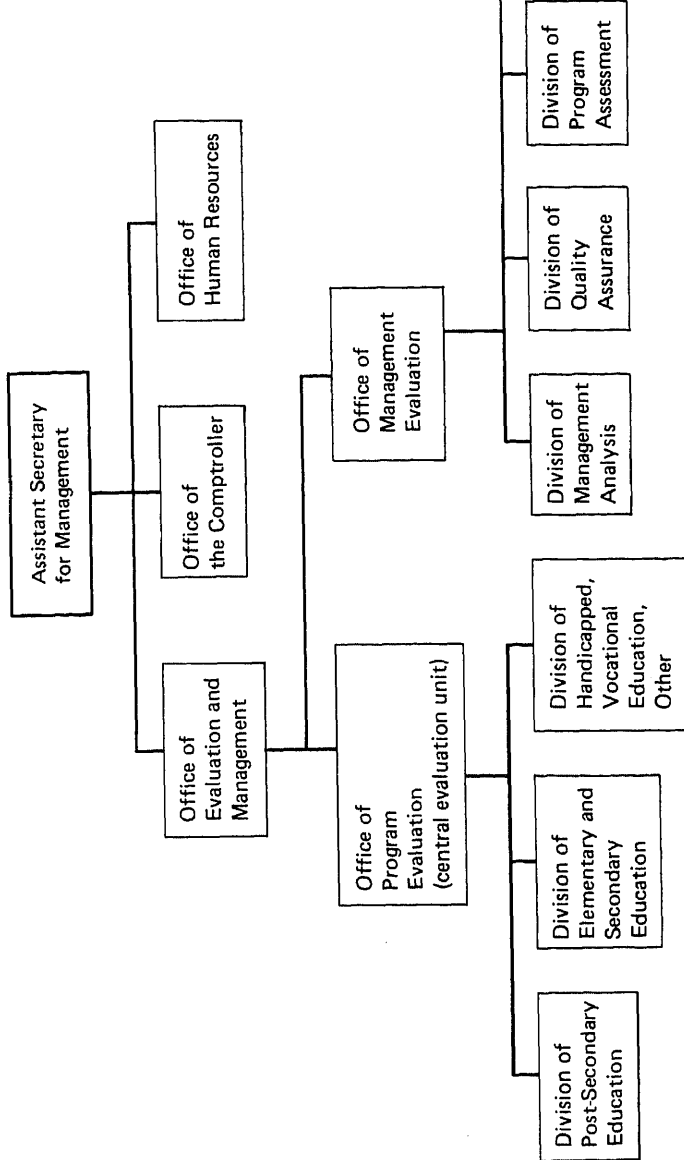 Assistant Secretary
for Management
Office of
Evaluation and
Management
Office of
the Comptroller
Office of
Human Resources
Office of
Program
Evaluation
(central evaluation unit)
Office of
Management
Evaluation
Division of
Post-Secondary
Education
Division of
Elementary and
Secondary
Education
Division of
Handicapped,
Vocational
Education,
Other
Division of
Management
Analysis
Division of
Quality
Assurance
Division of
Program
Assessment